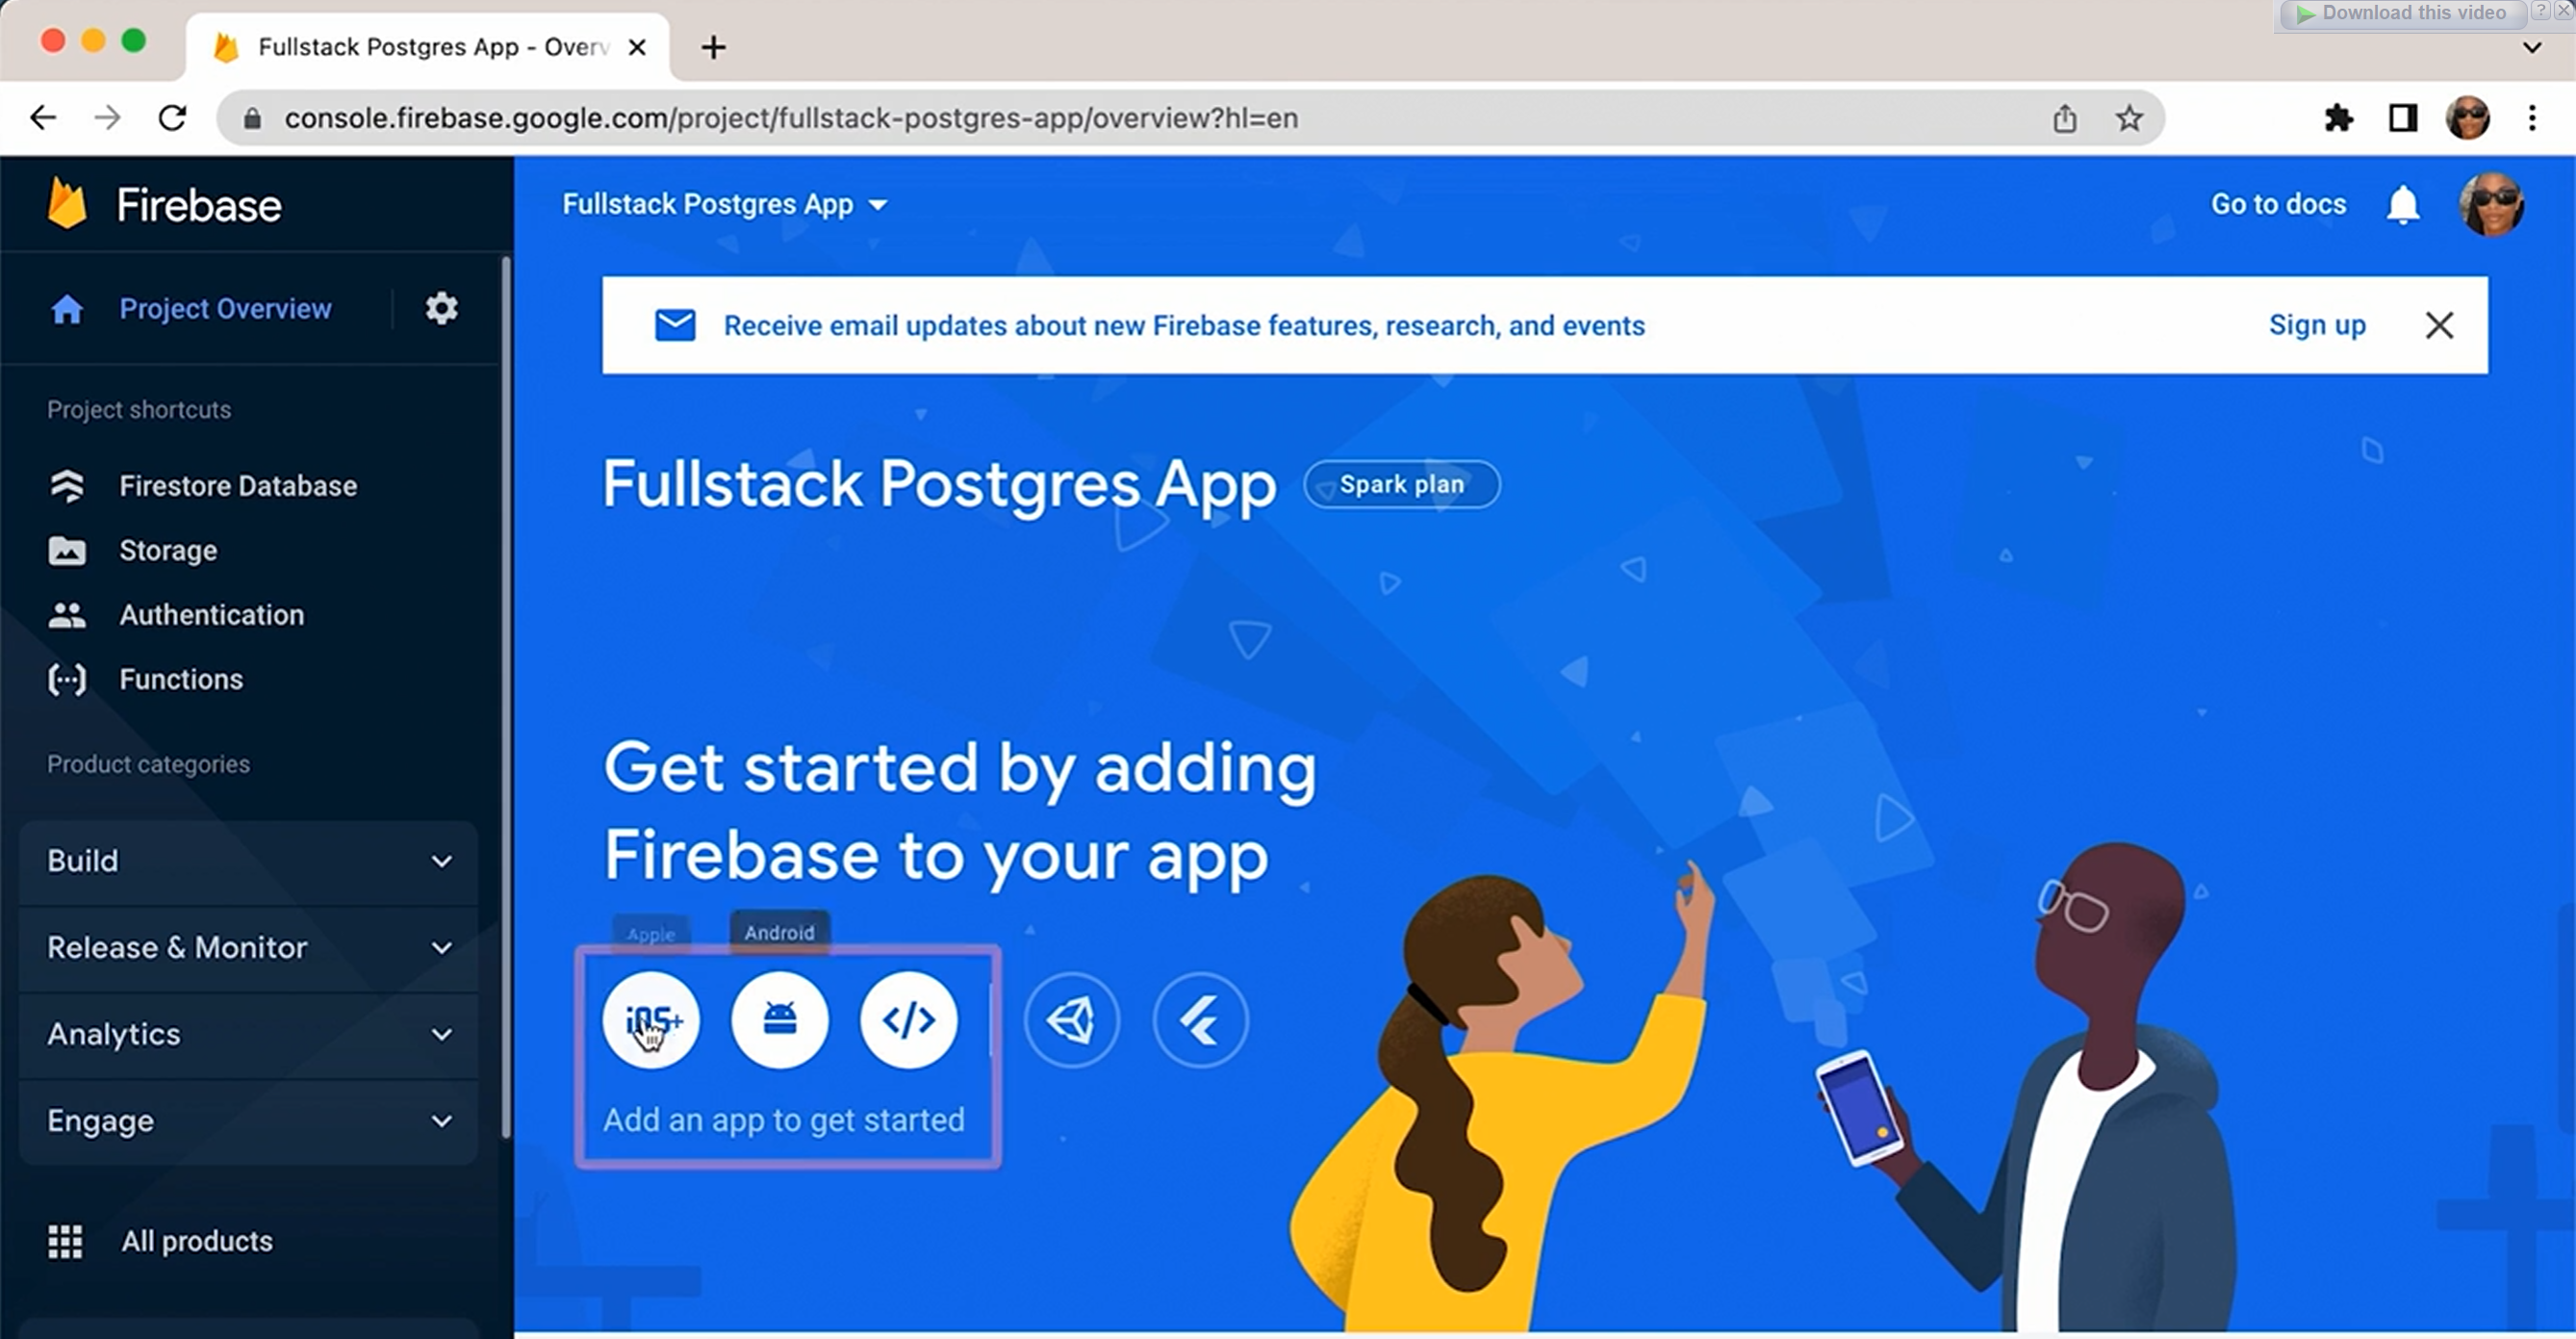 Download this video
?
Fullstack Postgres App - Overv
console.firebase.google.com/project/fullstack-postgres-app/overview?hl=en
Firebase
Fullstack Postgres App
Go to docs
Project Overview
Receive email updates about new Firebase features, research, and events
Sign up
Project shortcuts
Firestore Database
Storage
Authentication
Functions
Fullstack Postgres App
Spark plan
Product categories
Build
Release & Monitor
Analytics
Engage
All products
Get started by adding
Firebase to your app
Apple
Android
iOS+
</>
Add an app to get started